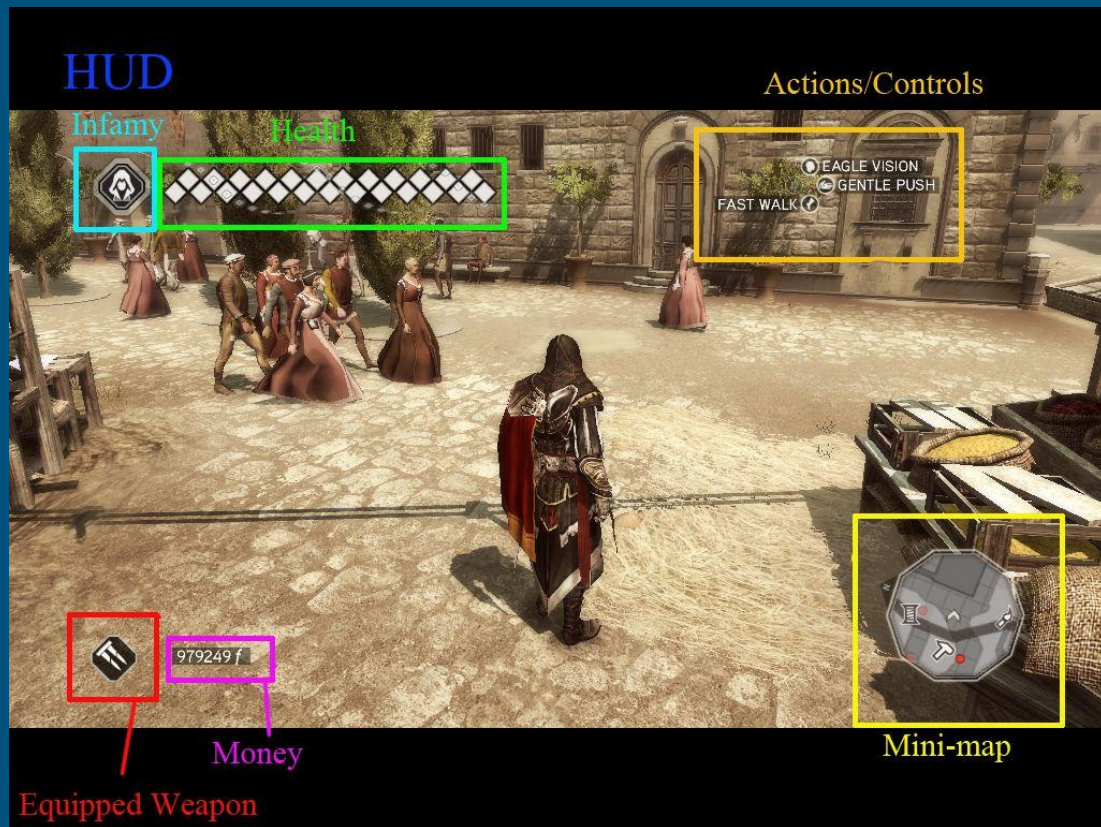 HUD
Actions/Controls
Infamy
Health
EAGLE VISION
GENTLE PUSH
FAST WALK
979249 f
Money
Mini-map
Equipped Weapon